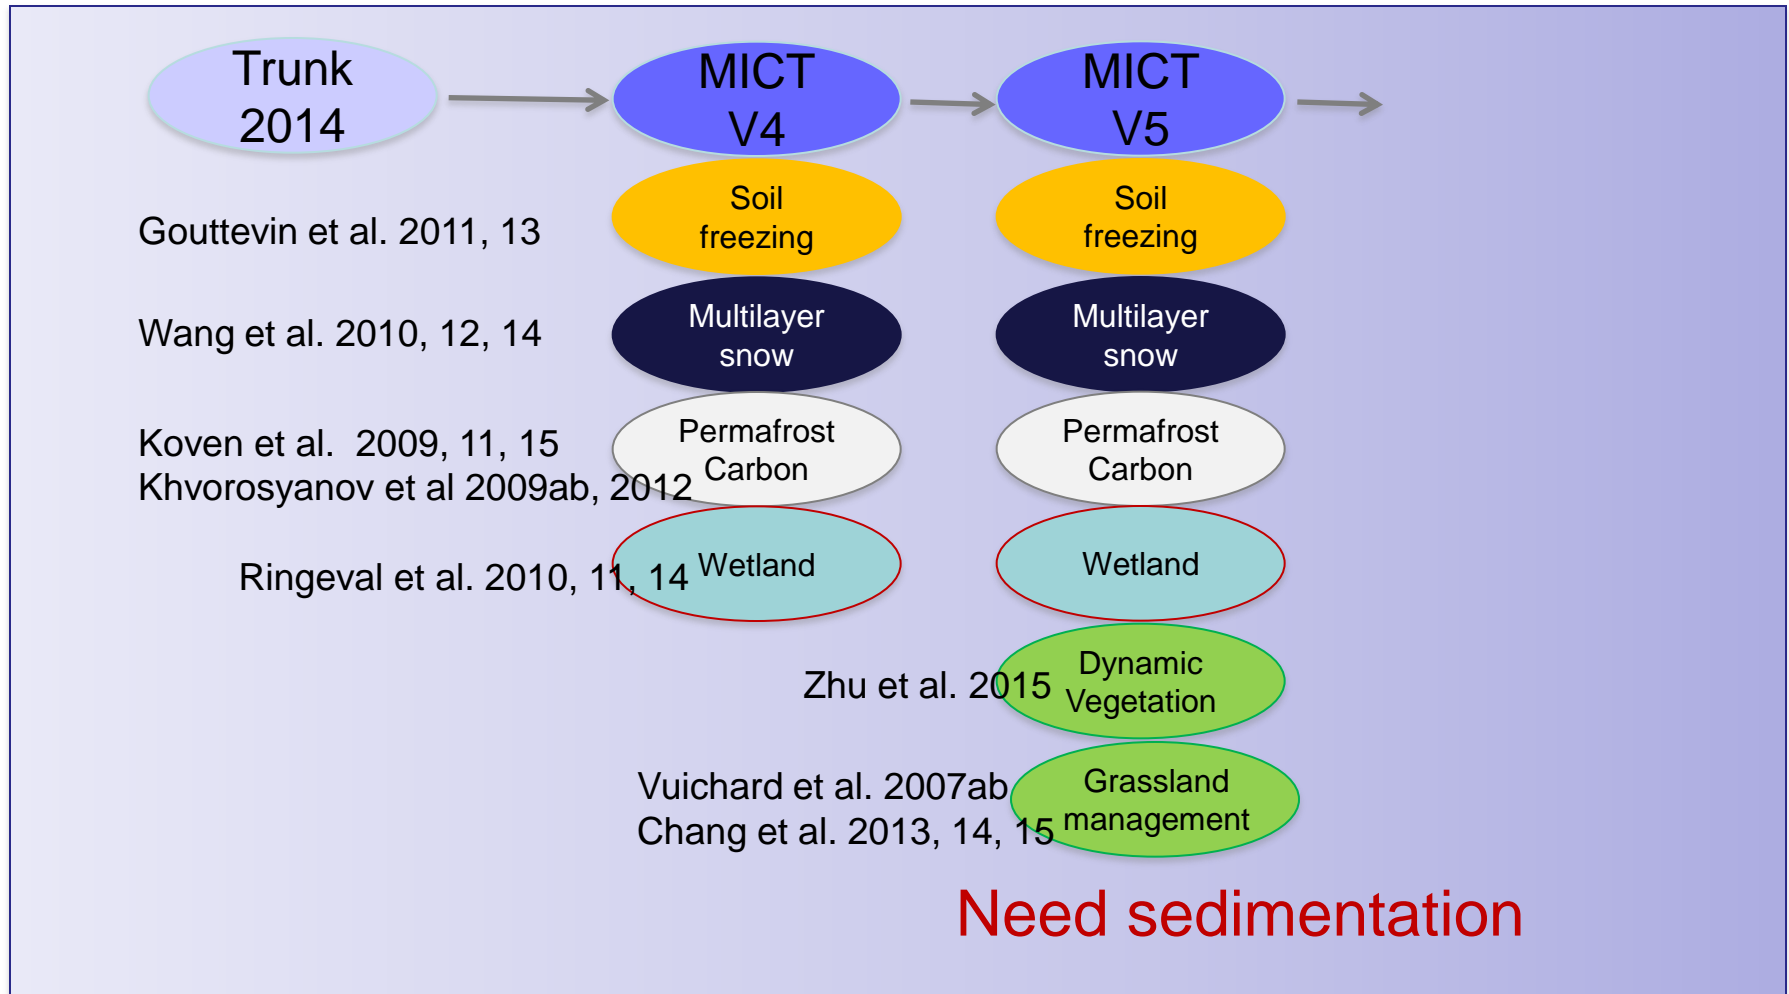 Trunk
2014
MICT
V4
MICT
V5
Gouttevin et al. 2011, 13
Soil
freezing
Soil
freezing
Wang et al. 2010, 12, 14
Multilayer
snow
Multilayer
snow
Koven et al.  2009, 11, 15
Khvorosyanov et al 2009ab, 2012
Permafrost
Carbon
Permafrost
Carbon
Ringeval et al. 2010, 11, 14
Wetland
Wetland
Zhu et al. 2015
Dynamic
Vegetation
Vuichard et al. 2007ab
Chang et al. 2013, 14, 15
Grassland
management
Need sedimentation